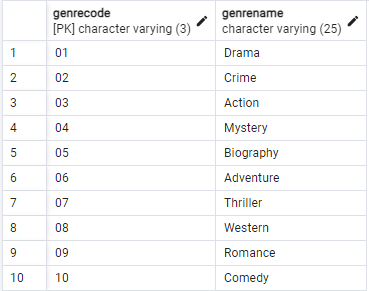 genrecode genrename
[PK] character varying (3) character varying (25)
1 01 Drama
2 02 Crime
3 03 Action
4 04 Mystery
5 05 Biography
6 06 Adventure
7 07 Thriller
8 08 Western
9 09 Romance
10 10 Comedy